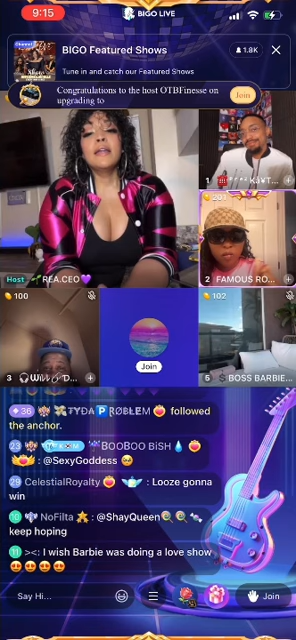 9:15
BIGO LIVE
BIGO Featured Shows
1.8K
Tune in and catch our Featured Shows
Congratulations to the host OTBFinesse on
upgrading to
Join
Host REA.CEO💜
1
201
2 FAMOUS RO...
100
3
Join
102
5 BOSS BARBIE...
36 🅿️RØBŁEM followed
the anchor.
23 BOOBOO BiSH💧
: @SexyGoddess 🥺
29 CelestialRoyalty : Looze gonna
win
10 NoFilta : @ShayQueen🍭🍭🍬
keep hoping
11 ><: I wish Barbie was doing a love show
😍😍😍😍
Say Hi...
Join